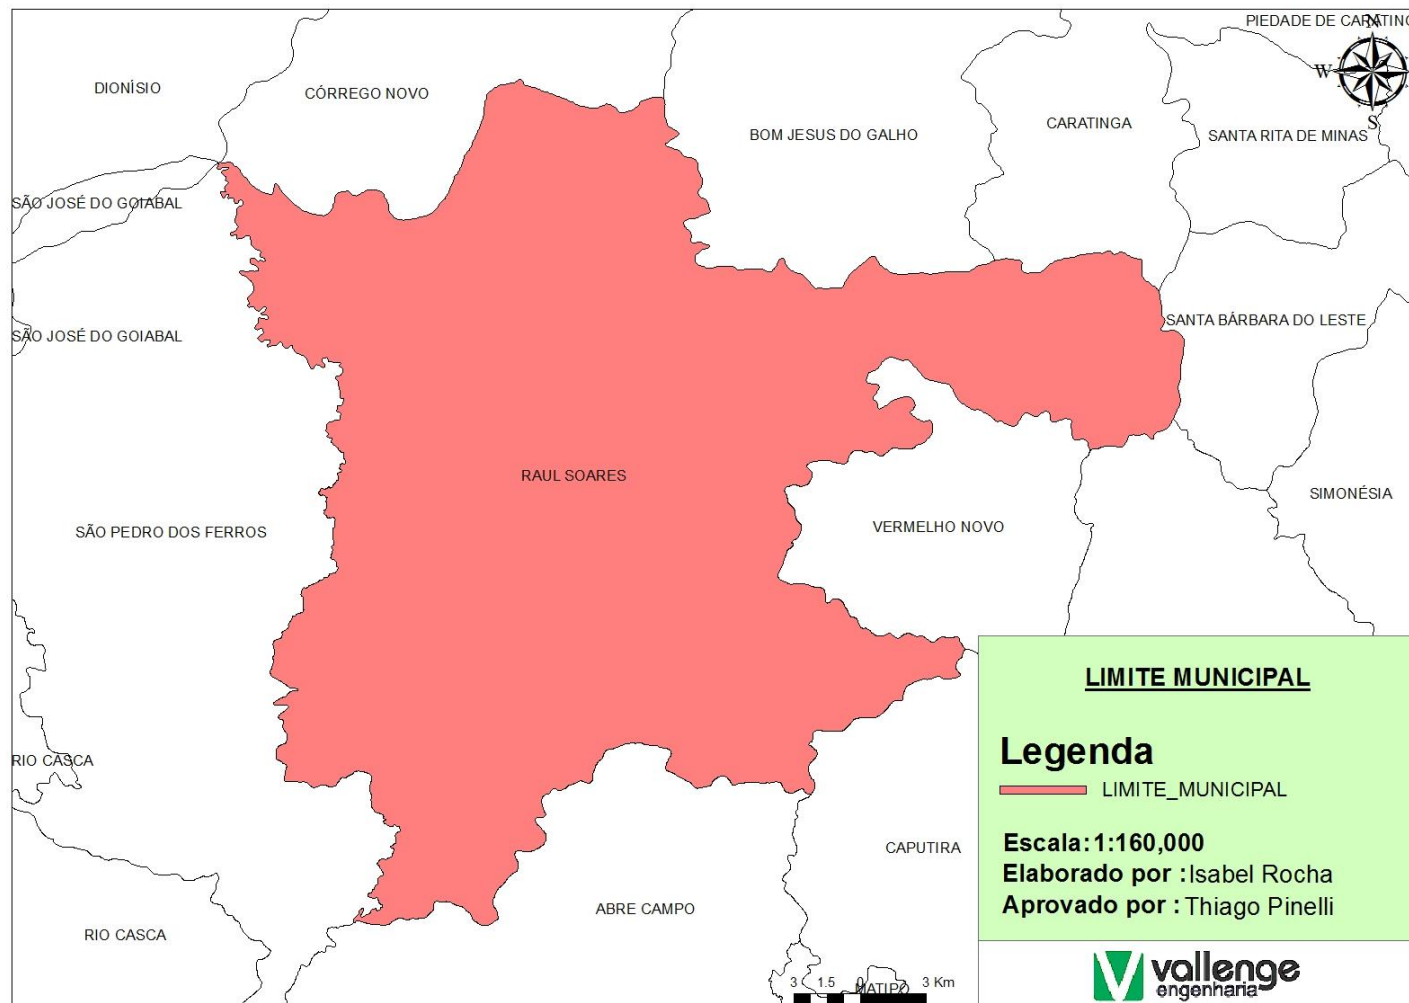 PIEDADE DE CARATINGO
N
W
S
DIONÍSIO
CÓRREGO NOVO
BOM JESUS DO GALHO
CARATINGA
SANTA RITA DE MINAS
SÃO JOSÉ DO GOIABAL
SÃO JOSÉ DO GOIABAL
SANTA BÁRBARA DO LESTE
RAUL SOARES
SIMONÉSIA
VERMELHO NOVO
SÃO PEDRO DOS FERROS
RIO CASCA
CAPUTIRA
ABRE CAMPO
RIO CASCA
MATIPÓ
3 1.5 0 3 Km
LIMITE MUNICIPAL
Legenda
LIMITE_MUNICIPAL
Escala:1:160,000
Elaborado por :Isabel Rocha
Aprovado por : Thiago Pinelli
vallenge
engenharia